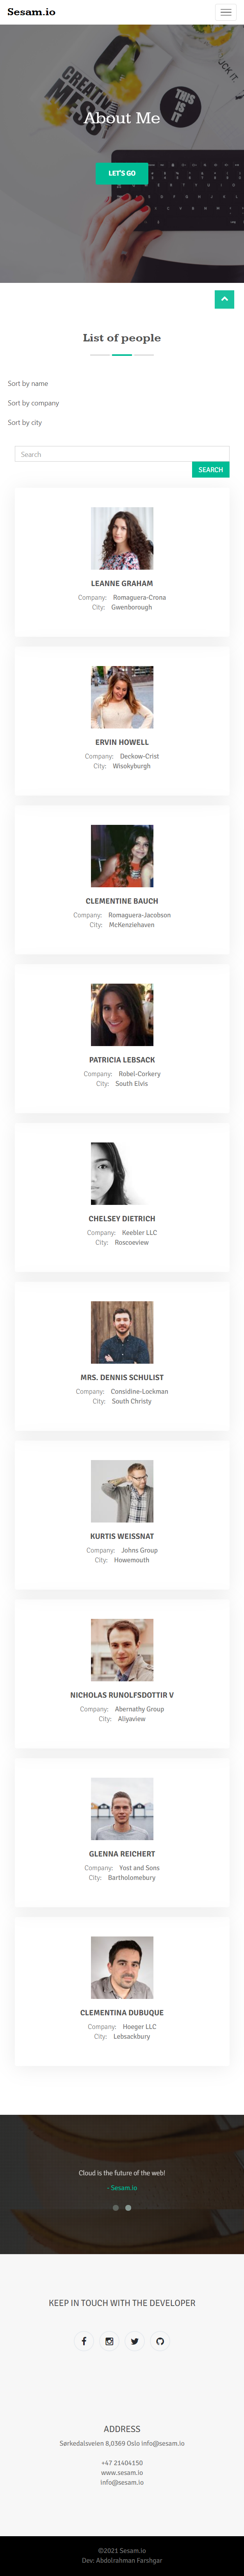 Sesam.io
CREATING
MESS
THIS
IS IT
About Me
LET'S GO
List of people
Sort by name
Sort by company
Sort by city
Search
SEARCH
LEANNE GRAHAM
Company: Romaguera-Crona
City: Gwenborough
ERVIN HOWELL
Company: Deckow-Crist
City: Wisokyburgh
CLEMENTINE BAUCH
Company: Romaguera-Jacobson
City: McKenziehaven
PATRICIA LEBSACK
Company: Robel-Corkery
City: South Elvis
CHELSEY DIETRICH
Company: Keebler LLC
City: Roscoeview
MRS. DENNIS SCHULIST
Company: Considine-Lockman
City: South Christy
KURTIS WEISSNAT
Company: Johns Group
City: Howemouth
NICHOLAS RUNOLFSDOTTIR V
Company: Abernathy Group
City: Aliyaview
GLENNA REICHERT
Company: Yost and Sons
City: Bartholomebury
CLEMENTINA DUBUQUE
Company: Hoeger LLC
City: Lebsackbury
Cloud is the future of the web!
- Sesam.io
KEEP IN TOUCH WITH THE DEVELOPER
ADDRESS
Sørkedalsveien 8,0369 Oslo info@sesam.io
+47 21404150
www.sesam.io
info@sesam.io
©2021 Sesam.io
Dev: Abdolrahman Farshgar